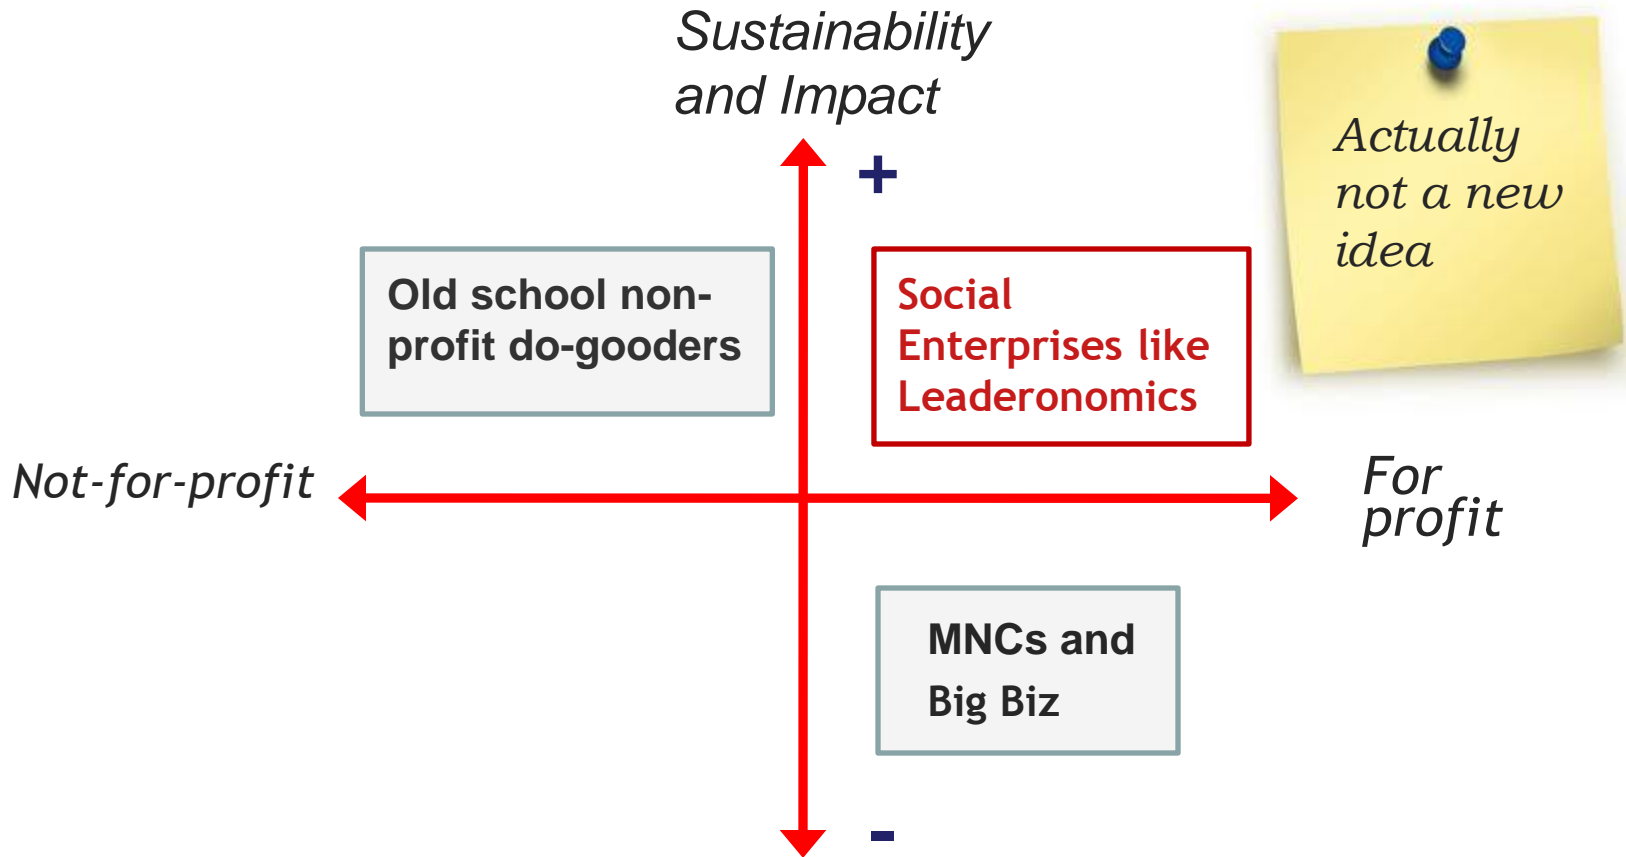 Sustainability
and Impact
+
Actually
not a new
idea
Old school non-
profit do-gooders
Social
Enterprises like
Leaderonomics
Not-for-profit
For
profit
MNCs and
Big Biz
-